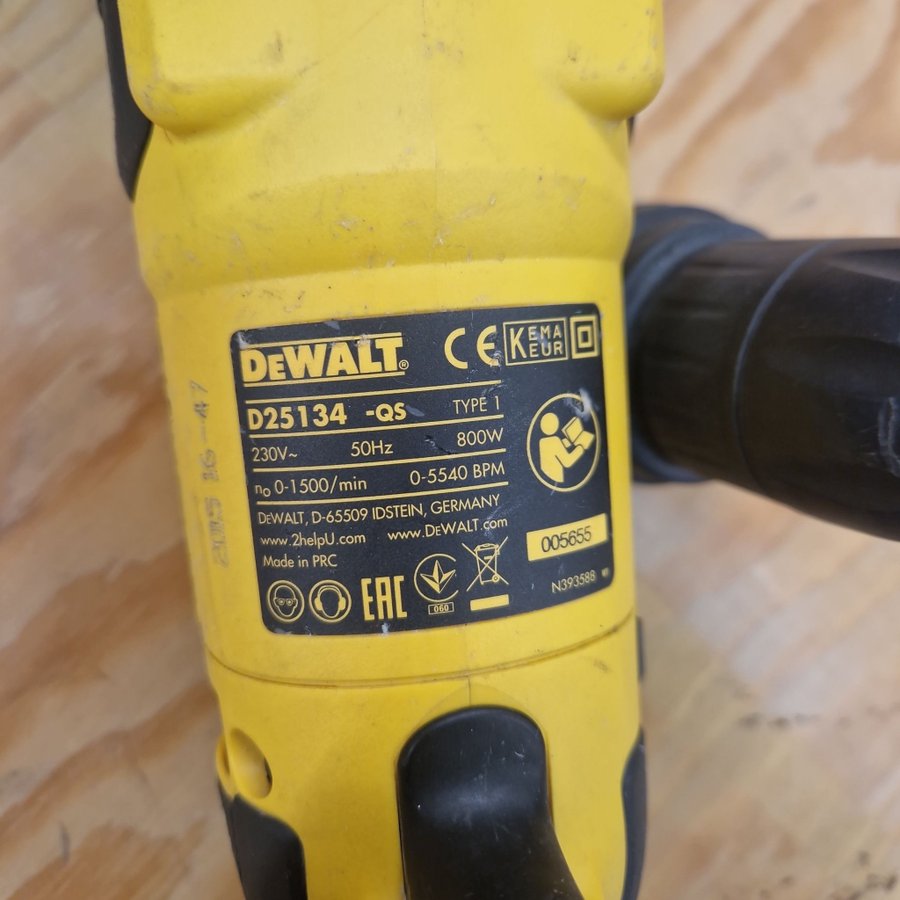 DEWALT®
CE KEMA KEUR
D25134 -QS TYPE 1
230V~ 50Hz 800W
n₀ 0-1500/min 0-5540 BPM
DEWALT, D-65509 IDSTEIN, GERMANY
www.2helpU.com www.DEWALT.com
Made in PRC
005655
EAC
060
N393588